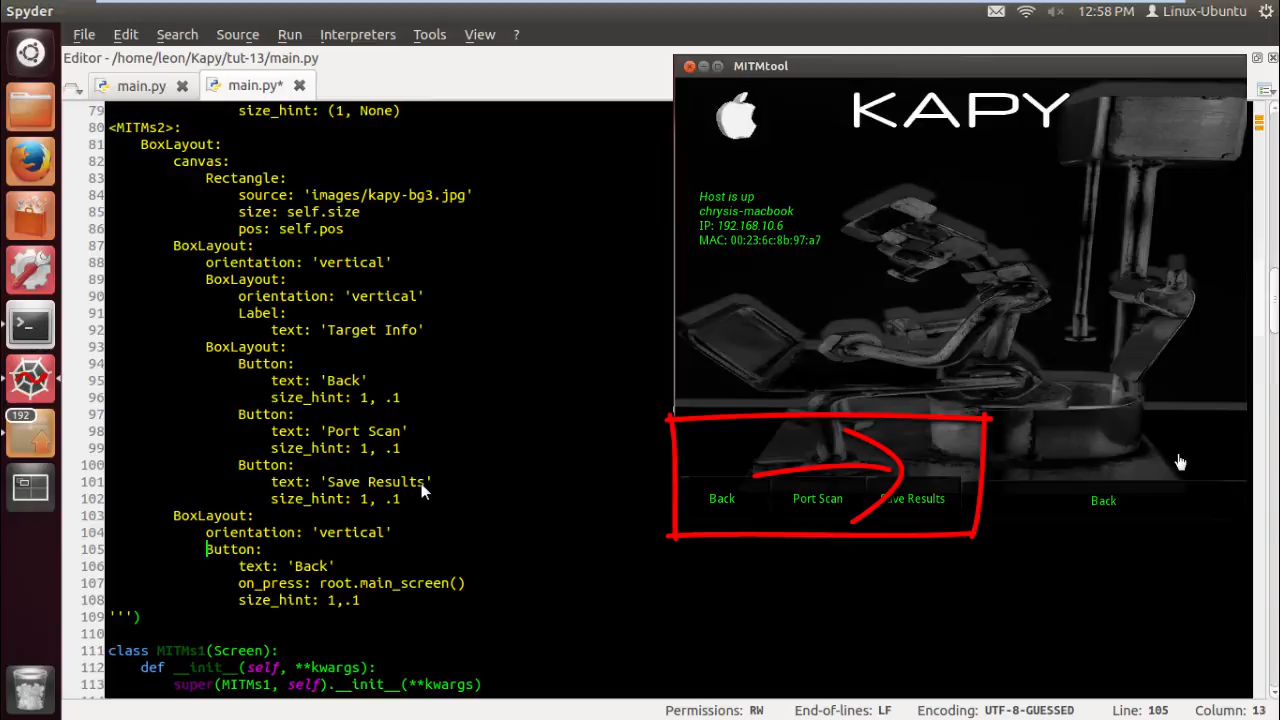 Spyder
12:58 PM
Linux-Ubuntu
File Edit Search Source Run Interpreters Tools View ?
Editor - /home/leon/Kapy/tut-13/main.py
main.py
main.py*
79 size_hint: (1, None)
80 <MITMs2>:
81 BoxLayout:
82 canvas:
83 Rectangle:
84 source: 'images/kapy-bg3.jpg'
85 size: self.size
86 pos: self.pos
87 BoxLayout:
88 orientation: 'vertical'
89 BoxLayout:
90 orientation: 'vertical'
91 Label:
92 text: 'Target Info'
93 BoxLayout:
94 Button:
95 text: 'Back'
96 size_hint: 1, .1
97 Button:
98 text: 'Port Scan'
99 size_hint: 1, .1
100 Button:
101 text: 'Save Results'
102 size_hint: 1, .1
103 BoxLayout:
104 orientation: 'vertical'
105 Button:
106 text: 'Back'
107 on_press: root.main_screen()
108 size_hint: 1,.1
109 ''')
110
111 class MITMs1(Screen):
112 def __init__(self, **kwargs):
113 super(MITMs1, self).__init__(**kwargs)
MITMtool
KAPY
Host is up
chrysis-macbook
IP: 192.168.10.6
MAC: 00:23:6c:8b:97:a7
Back
Port Scan
Save Results
Back
192
Permissions: RW End-of-lines: LF Encoding: UTF-8-GUESSED Line: 105 Column: 13